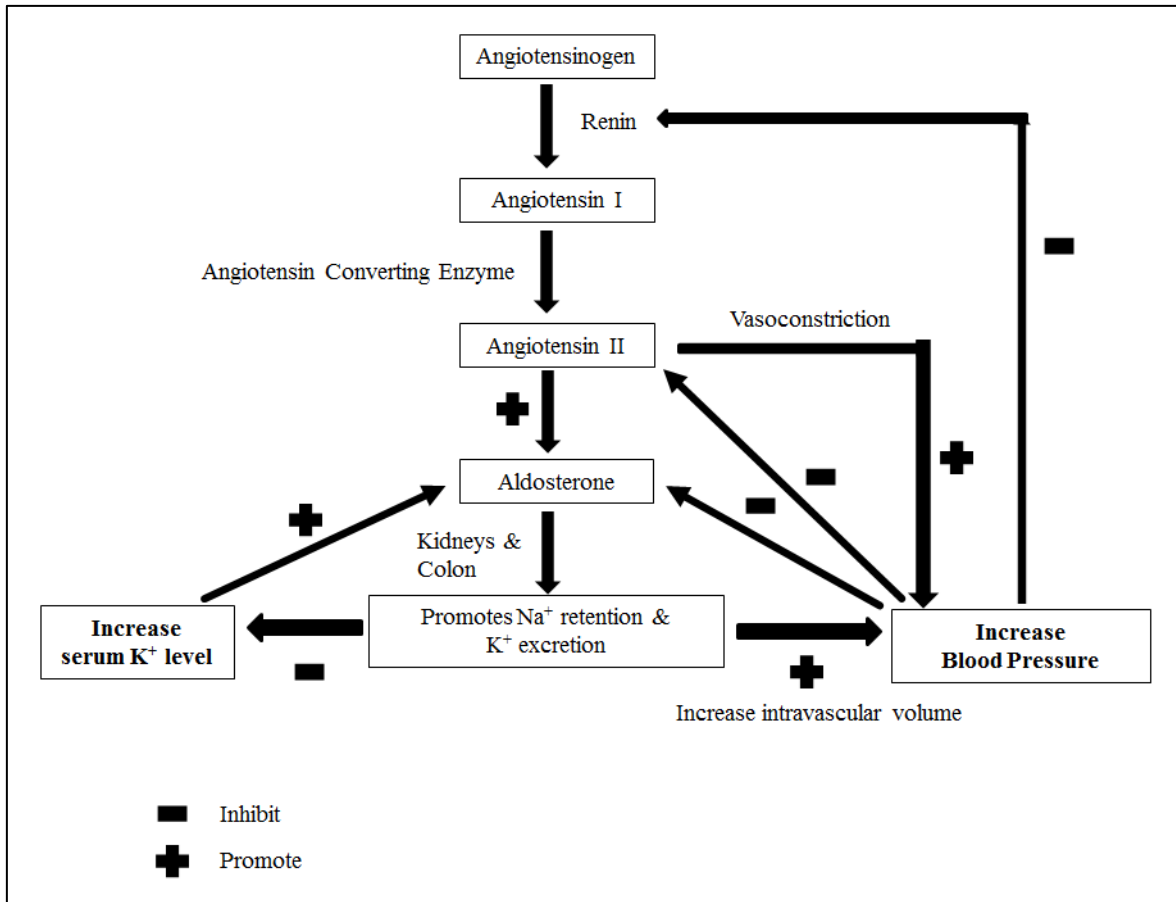 Angiotensinogen
Renin
Angiotensin I
Angiotensin Converting Enzyme
Vasoconstriction
Angiotensin II
Aldosterone
Kidneys &
Colon
Increase
serum K⁺ level
Promotes Na⁺ retention &
K⁺ excretion
Increase
Blood Pressure
Increase intravascular volume
Inhibit
Promote